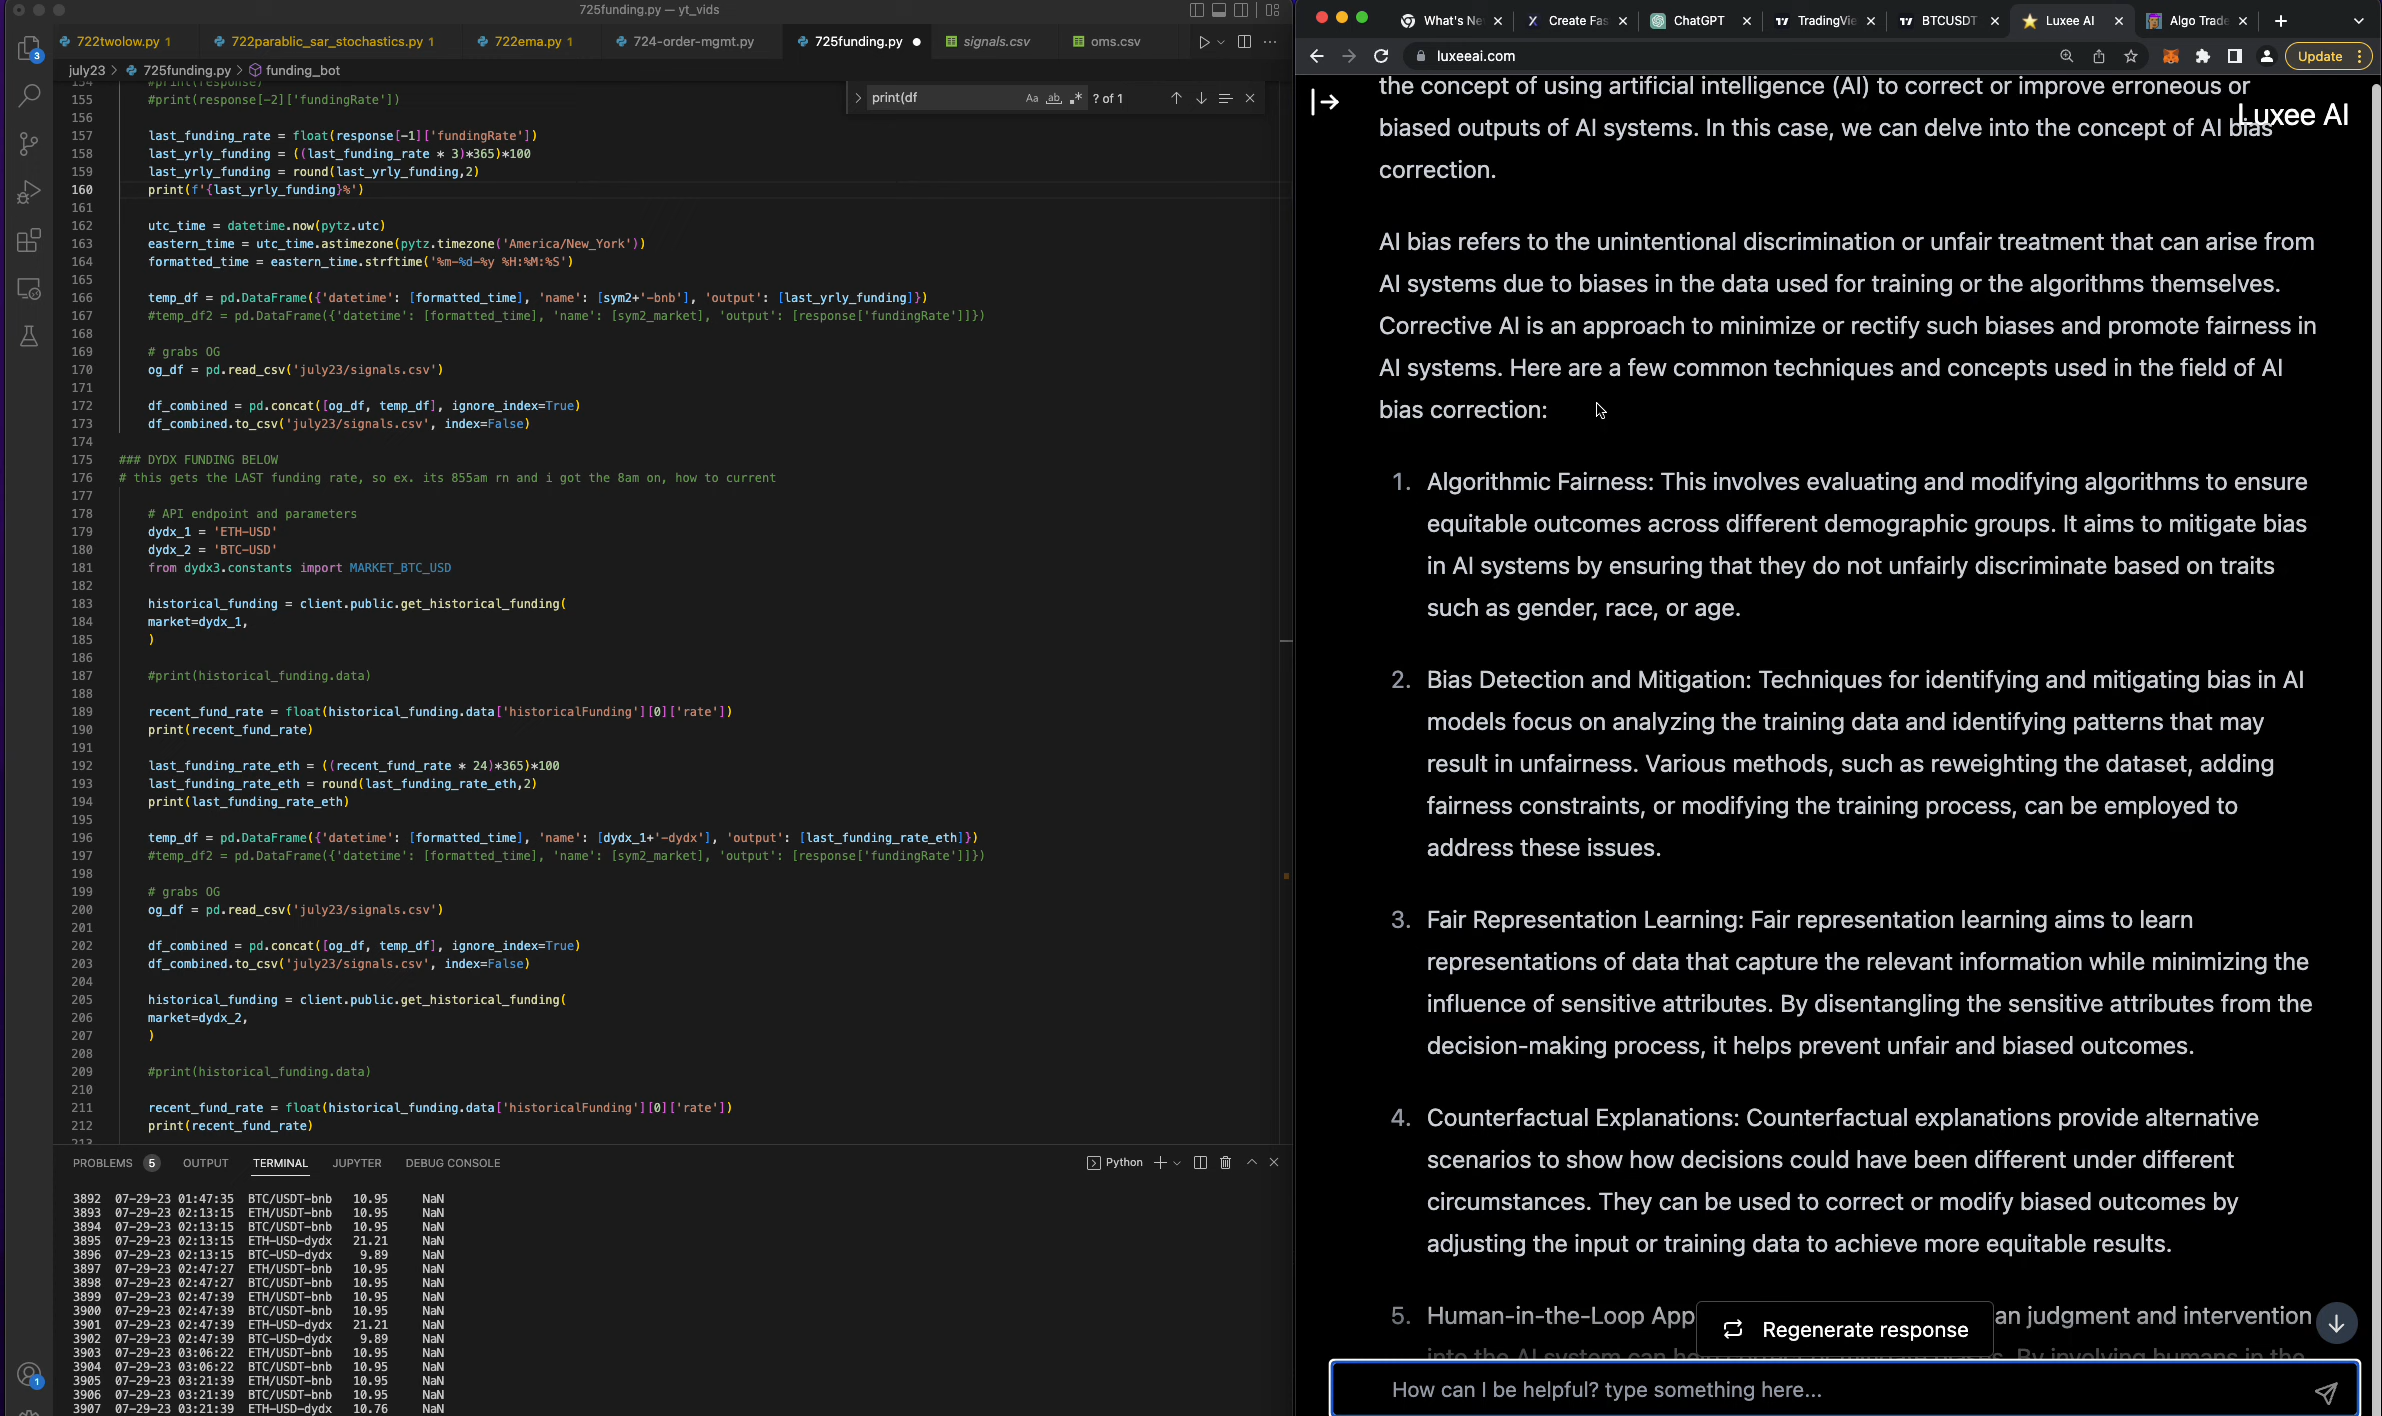 725funding.py — yt_vids
3
722twolow.py 1
722parablic_sar_stochastics.py 1
722ema.py 1
724-order-mgmt.py
725funding.py
signals.csv
oms.csv
july23 > 725funding.py > funding_bot
print(df
Aa ab .* ? of 1
154 #print(response)
155 #print(response[-2]['fundingRate'])
156
157 last_funding_rate = float(response[-1]['fundingRate'])
158 last_yrly_funding = ((last_funding_rate * 3)*365)*100
159 last_yrly_funding = round(last_yrly_funding,2)
160 print(f'{last_yrly_funding}%')
161
162 utc_time = datetime.now(pytz.utc)
163 eastern_time = utc_time.astimezone(pytz.timezone('America/New_York'))
164 formatted_time = eastern_time.strftime('%m-%d-%y %H:%M:%S')
165
166 temp_df = pd.DataFrame({'datetime': [formatted_time], 'name': [sym2+'-bnb'], 'output': [last_yrly_funding]})
167 #temp_df2 = pd.DataFrame({'datetime': [formatted_time], 'name': [sym2_market], 'output': [response['fundingRate']]})
168
169 # grabs OG
170 og_df = pd.read_csv('july23/signals.csv')
171
172 df_combined = pd.concat([og_df, temp_df], ignore_index=True)
173 df_combined.to_csv('july23/signals.csv', index=False)
174
175 ### DYDX FUNDING BELOW
176 # this gets the LAST funding rate, so ex. its 855am rn and i got the 8am on, how to current
177
178 # API endpoint and parameters
179 dydx_1 = 'ETH-USD'
180 dydx_2 = 'BTC-USD'
181 from dydx3.constants import MARKET_BTC_USD
182
183 historical_funding = client.public.get_historical_funding(
184 market=dydx_1,
185 )
186
187 #print(historical_funding.data)
188
189 recent_fund_rate = float(historical_funding.data['historicalFunding'][0]['rate'])
190 print(recent_fund_rate)
191
192 last_funding_rate_eth = ((recent_fund_rate * 24)*365)*100
193 last_funding_rate_eth = round(last_funding_rate_eth,2)
194 print(last_funding_rate_eth)
195
196 temp_df = pd.DataFrame({'datetime': [formatted_time], 'name': [dydx_1+'-dydx'], 'output': [last_funding_rate_eth]})
197 #temp_df2 = pd.DataFrame({'datetime': [formatted_time], 'name': [sym2_market], 'output': [response['fundingRate']]})
198
199 # grabs OG
200 og_df = pd.read_csv('july23/signals.csv')
201
202 df_combined = pd.concat([og_df, temp_df], ignore_index=True)
203 df_combined.to_csv('july23/signals.csv', index=False)
204
205 historical_funding = client.public.get_historical_funding(
206 market=dydx_2,
207 )
208
209 #print(historical_funding.data)
210
211 recent_fund_rate = float(historical_funding.data['historicalFunding'][0]['rate'])
212 print(recent_fund_rate)
213
PROBLEMS 5 OUTPUT TERMINAL JUPYTER DEBUG CONSOLE
Python
3892 07-29-23 01:47:35 BTC/USDT-bnb 10.95 NaN
3893 07-29-23 02:13:15 ETH/USDT-bnb 10.95 NaN
3894 07-29-23 02:13:15 BTC/USDT-bnb 10.95 NaN
3895 07-29-23 02:13:15 ETH-USD-dydx 21.21 NaN
3896 07-29-23 02:13:15 BTC-USD-dydx 9.89 NaN
3897 07-29-23 02:47:27 ETH/USDT-bnb 10.95 NaN
3898 07-29-23 02:47:27 BTC/USDT-bnb 10.95 NaN
3899 07-29-23 02:47:39 ETH/USDT-bnb 10.95 NaN
3900 07-29-23 02:47:39 BTC/USDT-bnb 10.95 NaN
3901 07-29-23 02:47:39 ETH-USD-dydx 21.21 NaN
3902 07-29-23 02:47:39 BTC-USD-dydx 9.89 NaN
3903 07-29-23 03:06:22 ETH/USDT-bnb 10.95 NaN
3904 07-29-23 03:06:22 BTC/USDT-bnb 10.95 NaN
3905 07-29-23 03:21:39 ETH/USDT-bnb 10.95 NaN
3906 07-29-23 03:21:39 BTC/USDT-bnb 10.95 NaN
3907 07-29-23 03:21:39 ETH-USD-dydx 10.76 NaN
1
What's Ne
Create Fas
ChatGPT
TradingVie
BTCUSDT
Luxee AI
Algo Trade
luxeeai.com
Update
Luxee AI
the concept of using artificial intelligence (AI) to correct or improve erroneous or
biased outputs of AI systems. In this case, we can delve into the concept of AI bias
correction.
AI bias refers to the unintentional discrimination or unfair treatment that can arise from
AI systems due to biases in the data used for training or the algorithms themselves.
Corrective AI is an approach to minimize or rectify such biases and promote fairness in
AI systems. Here are a few common techniques and concepts used in the field of AI
bias correction:
1. Algorithmic Fairness: This involves evaluating and modifying algorithms to ensure
equitable outcomes across different demographic groups. It aims to mitigate bias
in AI systems by ensuring that they do not unfairly discriminate based on traits
such as gender, race, or age.
2. Bias Detection and Mitigation: Techniques for identifying and mitigating bias in AI
models focus on analyzing the training data and identifying patterns that may
result in unfairness. Various methods, such as reweighting the dataset, adding
fairness constraints, or modifying the training process, can be employed to
address these issues.
3. Fair Representation Learning: Fair representation learning aims to learn
representations of data that capture the relevant information while minimizing the
influence of sensitive attributes. By disentangling the sensitive attributes from the
decision-making process, it helps prevent unfair and biased outcomes.
4. Counterfactual Explanations: Counterfactual explanations provide alternative
scenarios to show how decisions could have been different under different
circumstances. They can be used to correct or modify biased outcomes by
adjusting the input or training data to achieve more equitable results.
5. Human-in-the-Loop App an judgment and intervention
into the AI system can By involving humans in the
Regenerate response
How can I be helpful? type something here...